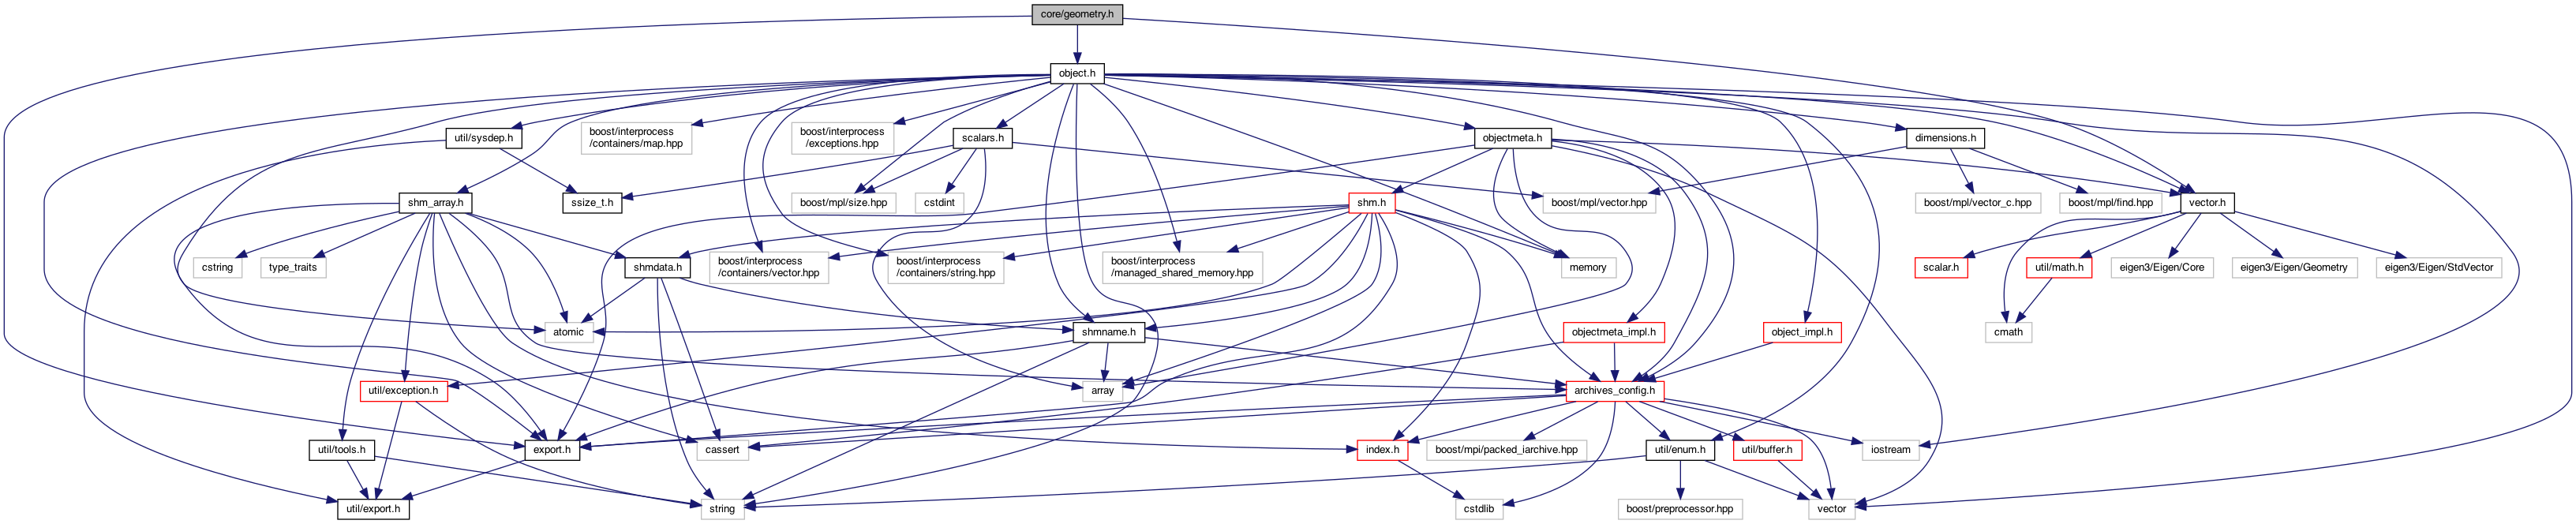 core/geometry.h
object.h
util/sysdep.h
boost/interprocess
/containers/map.hpp
boost/interprocess
/exceptions.hpp
scalars.h
objectmeta.h
dimensions.h
shm_array.h
ssize_t.h
boost/mpl/size.hpp
cstdint
shm.h
boost/mpl/vector.hpp
boost/mpl/vector_c.hpp
boost/mpl/find.hpp
vector.h
cstring
type_traits
shmdata.h
boost/interprocess
/containers/vector.hpp
boost/interprocess
/containers/string.hpp
boost/interprocess
/managed_shared_memory.hpp
memory
scalar.h
util/math.h
eigen3/Eigen/Core
eigen3/Eigen/Geometry
eigen3/Eigen/StdVector
atomic
shmname.h
objectmeta_impl.h
object_impl.h
cmath
util/exception.h
array
archives_config.h
util/tools.h
export.h
cassert
index.h
boost/mpi/packed_iarchive.hpp
util/enum.h
util/buffer.h
iostream
util/export.h
string
cstdlib
boost/preprocessor.hpp
vector